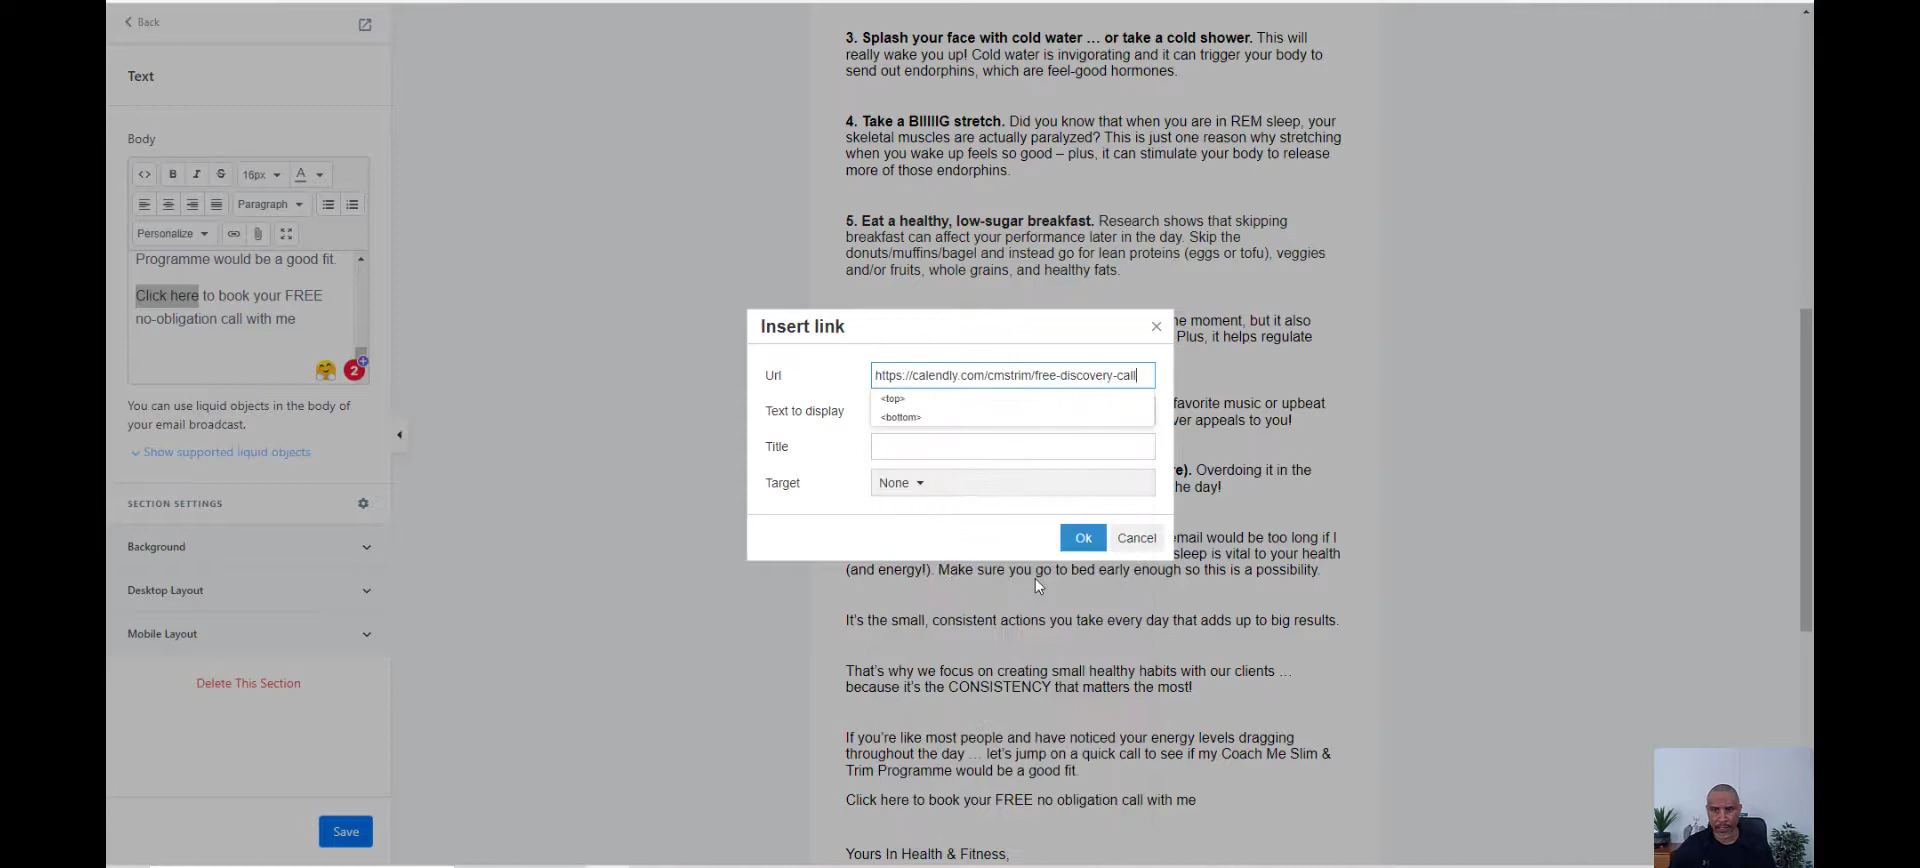 Back
Text
Body
B I S 16px A
Paragraph
Personalize
Programme would be a good fit.
Click here to book your FREE
no-obligation call with me
2
You can use liquid objects in the body of
your email broadcast.
Show supported liquid objects
SECTION SETTINGS
Background
Desktop Layout
Mobile Layout
Delete This Section
Save
3. Splash your face with cold water … or take a cold shower. This will
really wake you up! Cold water is invigorating and it can trigger your body to
send out endorphins, which are feel-good hormones.
4. Take a BIIIIIG stretch. Did you know that when you are in REM sleep, your
skeletal muscles are actually paralyzed? This is just one reason why stretching
when you wake up feels so good – plus, it can stimulate your body to release
more of those endorphins.
5. Eat a healthy, low-sugar breakfast. Research shows that skipping
breakfast can affect your performance later in the day. Skip the
donuts/muffins/bagel and instead go for lean proteins (eggs or tofu), veggies
and/or fruits, whole grains, and healthy fats.
he moment, but it also
Plus, it helps regulate
favorite music or upbeat
ver appeals to you!
e). Overdoing it in the
he day!
email would be too long if I
sleep is vital to your health
(and energy!). Make sure you go to bed early enough so this is a possibility.
It's the small, consistent actions you take every day that adds up to big results.
That's why we focus on creating small healthy habits with our clients …
because it's the CONSISTENCY that matters the most!
If you're like most people and have noticed your energy levels dragging
throughout the day … let's jump on a quick call to see if my Coach Me Slim &
Trim Programme would be a good fit.
Click here to book your FREE no obligation call with me
Yours In Health & Fitness,
Insert link
Url
https://calendly.com/cmstrim/free-discovery-call
<top>
<bottom>
Text to display
Title
Target
None
Ok
Cancel